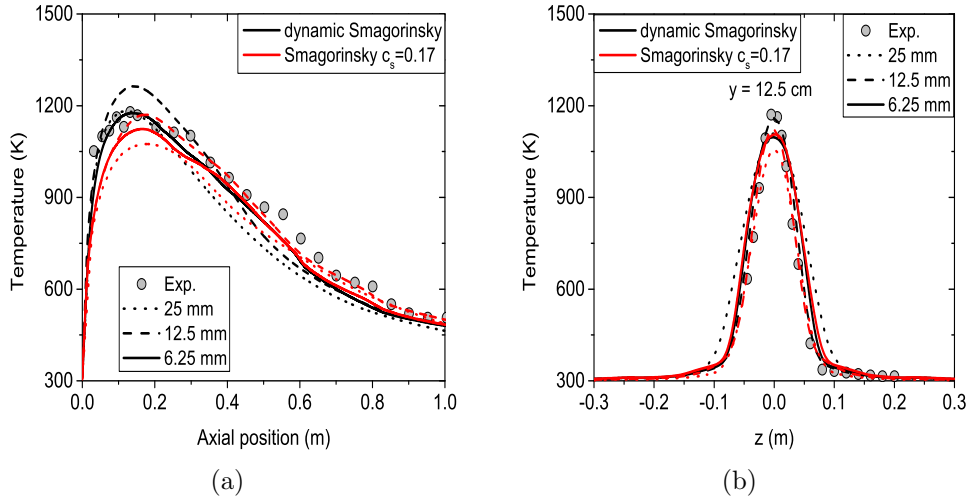 1500
1200
900
600
300
Temperature (K)
dynamic Smagorinsky
Smagorinsky cs=0.17
Exp.
25 mm
12.5 mm
6.25 mm
0.0 0.2 0.4 0.6 0.8 1.0
Axial position (m)
(a)
1500
1200
900
600
300
Temperature (K)
dynamic Smagorinsky
Smagorinsky cs=0.17
Exp.
25 mm
12.5 mm
6.25 mm
y = 12.5 cm
-0.3 -0.2 -0.1 0.0 0.1 0.2 0.3
z (m)
(b)